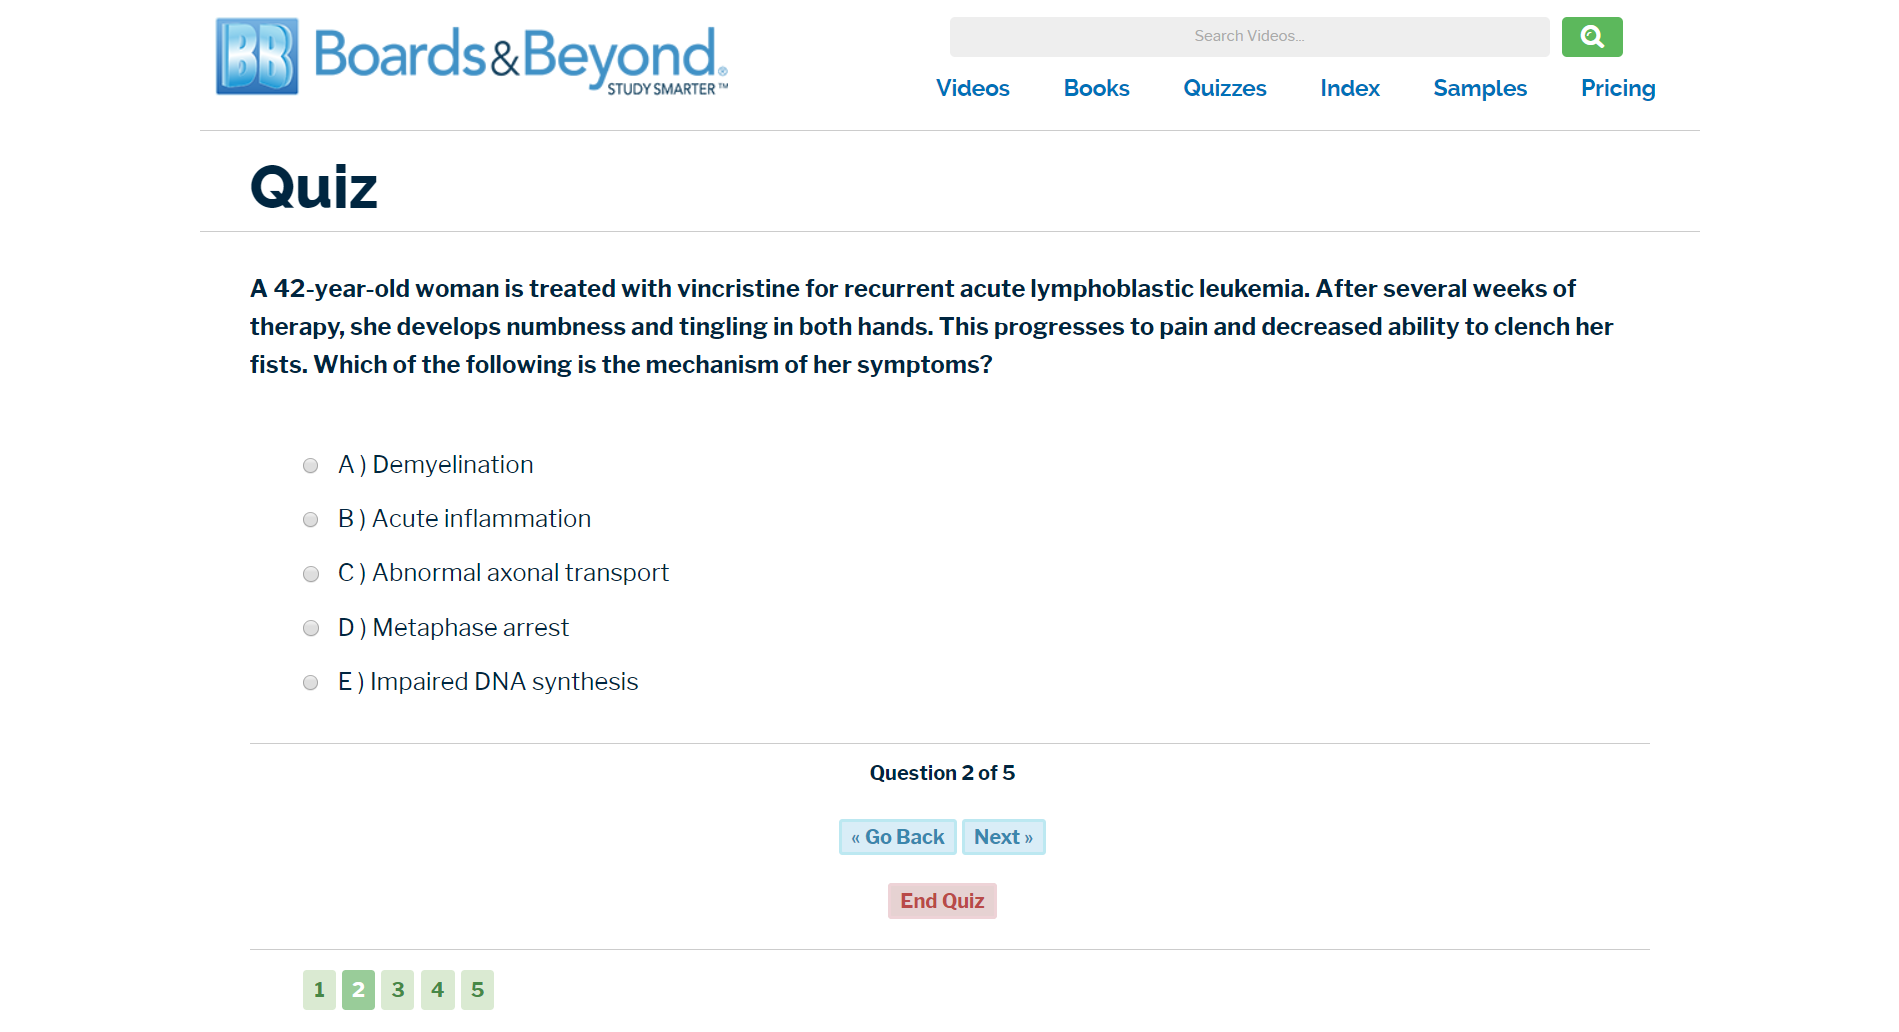 BB Boards&Beyond®
STUDY SMARTER™
Search Videos...
Videos Books Quizzes Index Samples Pricing
Quiz
A 42-year-old woman is treated with vincristine for recurrent acute lymphoblastic leukemia. After several weeks of
therapy, she develops numbness and tingling in both hands. This progresses to pain and decreased ability to clench her
fists. Which of the following is the mechanism of her symptoms?
A ) Demyelination
B ) Acute inflammation
C ) Abnormal axonal transport
D ) Metaphase arrest
E ) Impaired DNA synthesis
Question 2 of 5
« Go Back Next »
End Quiz
1 2 3 4 5